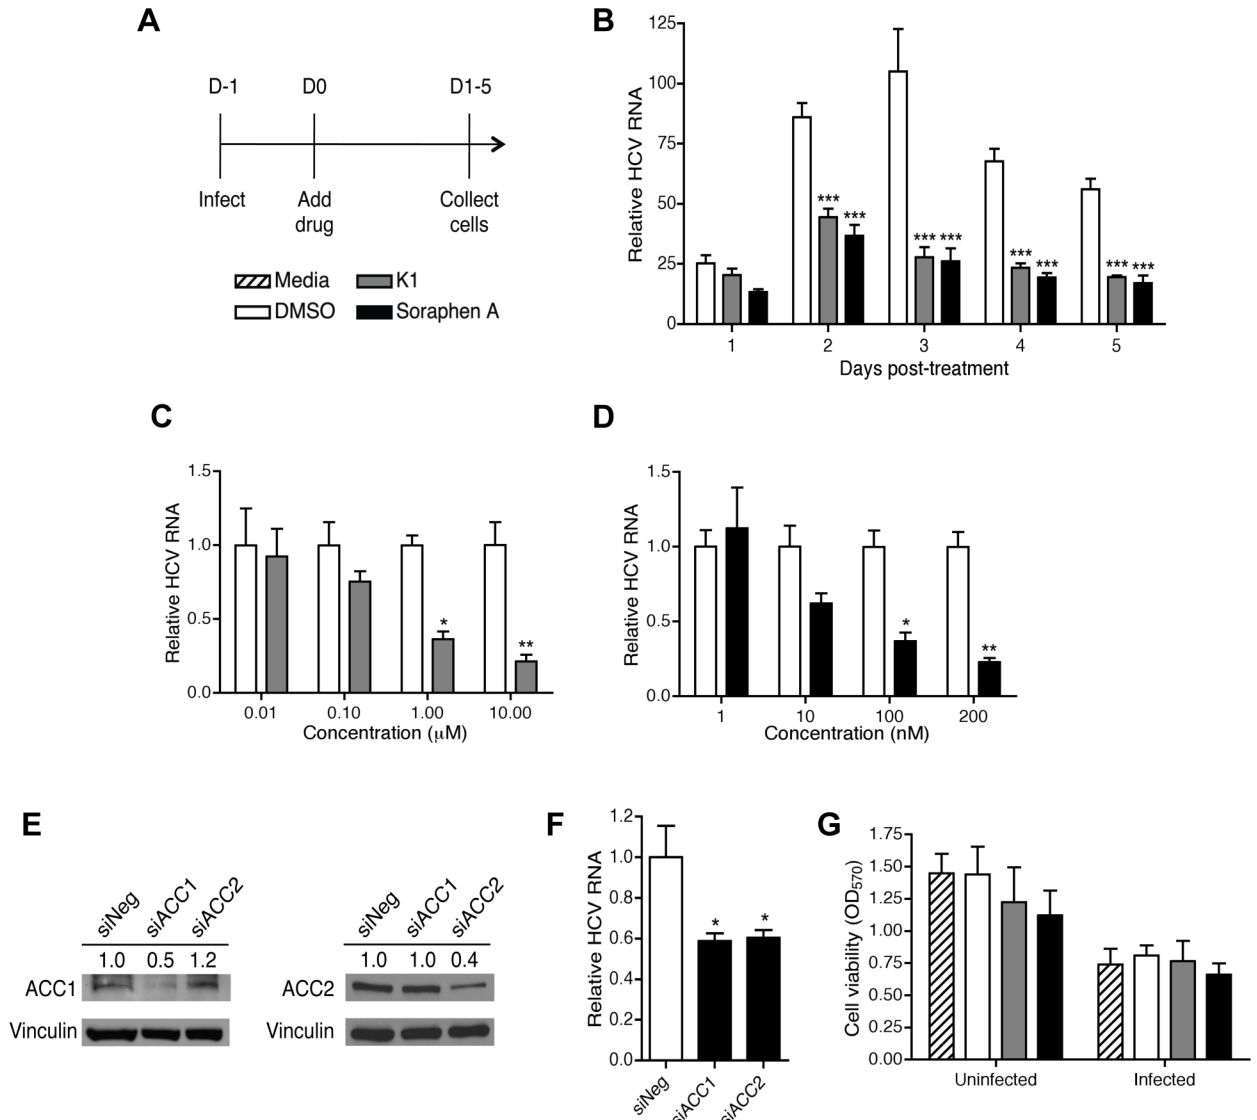 A
D-1 D0 D1-5
Infect Add drug Collect cells
Media K1
DMSO Soraphen A
B
Relative HCV RNA
125
100
75
50
25
0
*** *** *** *** *** *** *** ***
1 2 3 4 5
Days post-treatment
C
Relative HCV RNA
1.5
1.0
0.5
0.0
* **
0.01 0.10 1.00 10.00
Concentration (μM)
D
Relative HCV RNA
1.5
1.0
0.5
0.0
* **
1 10 100 200
Concentration (nM)
E
siNeg siACC1 siACC2
1.0 0.5 1.2
ACC1
Vinculin
siNeg siACC1 siACC2
1.0 1.0 0.4
ACC2
Vinculin
F
Relative HCV RNA
1.2
1.0
0.8
0.6
0.4
0.2
0.0
* *
siNeg siACC1 siACC2
G
Cell viability (OD570)
1.75
1.50
1.25
1.00
0.75
0.50
0.25
0.00
Uninfected Infected